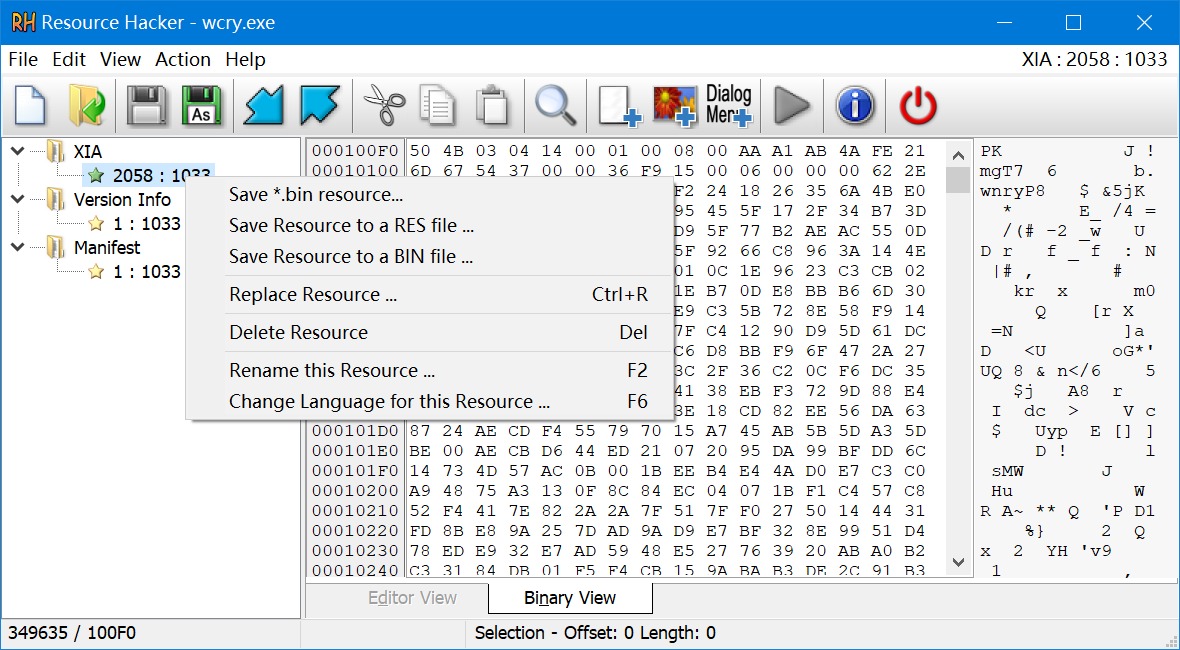 RH Resource Hacker - wcry.exe
File Edit View Action Help XIA : 2058 : 1033
As Dialog Menu
XIA
2058 : 1033
Version Info
1 : 1033
Manifest
1 : 1033
Save *.bin resource...
Save Resource to a RES file ...
Save Resource to a BIN file ...
Replace Resource ... Ctrl+R
Delete Resource Del
Rename this Resource ... F2
Change Language for this Resource ... F6
000100F0 50 4B 03 04 14 00 01 00 08 00 AA A1 AB 4A FE 21 PK J !
00010100 6D 67 54 37 00 00 36 F9 15 00 06 00 00 00 62 2E mgT7 6 b.
F2 24 18 26 35 6A 4B E0 wnryP8 $ &5jK
95 45 5F 17 2F 34 B7 3D * E_ /4 =
D9 5F 77 B2 AE AC 55 0D /(# -2 _w U
5F 92 66 C8 96 3A 14 4E D r f _ f : N
01 0C 1E 96 23 C3 CB 02 |# , #
1E B7 0D E8 BB B6 6D 30 kr x m0
E9 C3 5B 72 8E 58 F9 14 Q [r X
7F C4 12 90 D9 5D 61 DC =N ]a
C6 D8 BB F9 6F 47 2A 27 D <U oG*'
3C 2F 36 C2 0C F6 DC 35 UQ 8 & n</6 5
41 38 EB F3 72 9D 88 E4 $j A8 r
3E 18 CD 82 EE 56 DA 63 I dc > V c
000101D0 87 24 AE CD F4 55 79 70 15 A7 45 AB 5B 5D A3 5D $ Uyp E [] ]
000101E0 BE 00 AE CB D6 44 ED 21 07 20 95 DA 99 BF DD 6C D ! l
000101F0 14 73 4D 57 AC 0B 00 1B EE B4 E4 4A D0 E7 C3 C0 sMW J
00010200 A9 48 75 A3 13 0F 8C 84 EC 04 07 1B F1 C4 57 C8 Hu W
00010210 52 F4 41 7E 82 2A 2A 7F 51 7F F0 27 50 14 44 31 R A~ ** Q 'P D1
00010220 FD 8B E8 9A 25 7D AD 9A D9 E7 BF 32 8E 99 51 D4 %} 2 Q
00010230 78 ED E9 32 E7 AD 59 48 E5 27 76 39 20 AB A0 B2 x 2 YH 'v9
00010240 C3 31 84 DB 01 F5 F4 CB 15 9A BA B3 DE 2C 91 B3 1 ,
Editor View Binary View
349635 / 100F0 Selection - Offset: 0 Length: 0